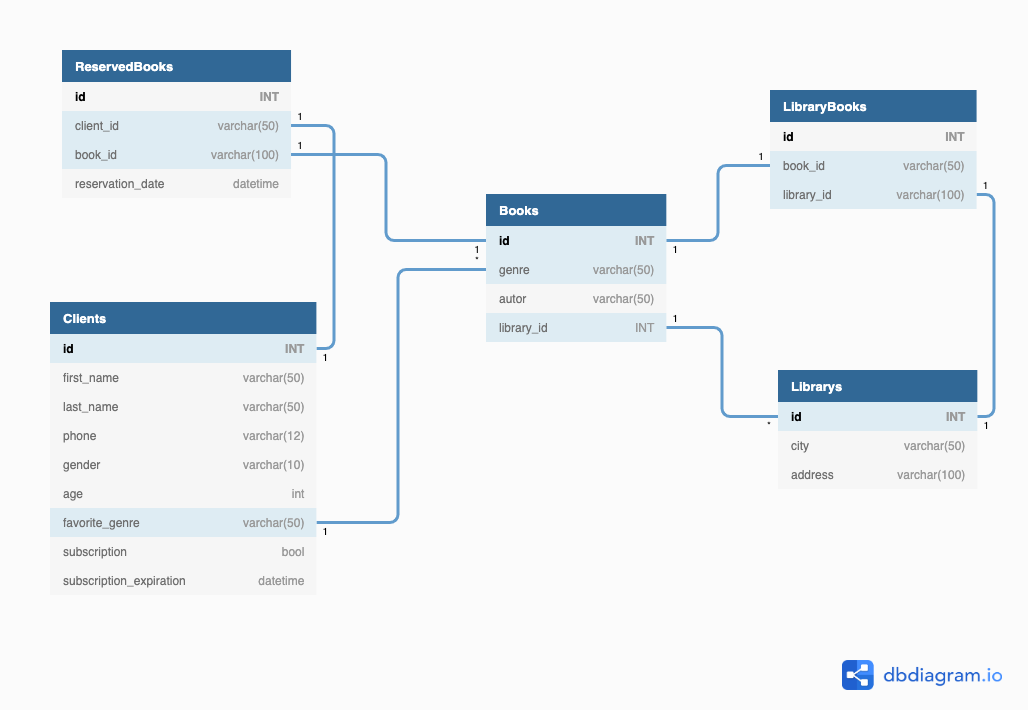 ReservedBooks
id INT
client_id varchar(50) 1
book_id varchar(100) 1
reservation_date datetime
LibraryBooks
id INT
1 book_id varchar(50)
library_id varchar(100) 1
Books
id INT
1 1
*
genre varchar(50)
autor varchar(50)
library_id INT 1
Clients
id INT
1
first_name varchar(50)
last_name varchar(50)
phone varchar(12)
gender varchar(10)
age int
favorite_genre varchar(50)
1
subscription bool
subscription_expiration datetime
Librarys
id INT
* 1
city varchar(50)
address varchar(100)
dbdiagram.io